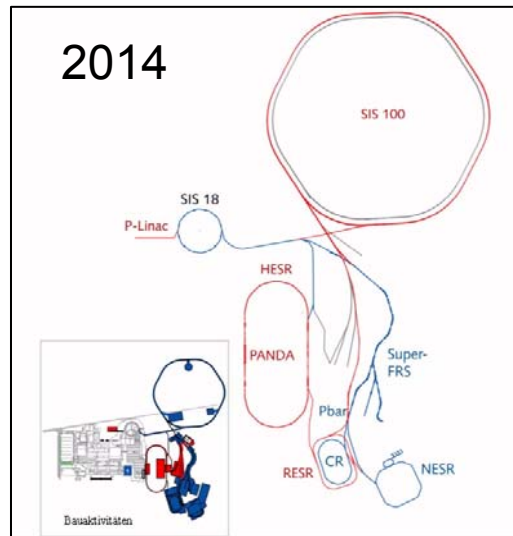 2014
SIS 100
SIS 18
P-Linac
HESR
PANDA
Super-
FRS
Pbar
CR
RESR
NESR
Bauaktivitäten